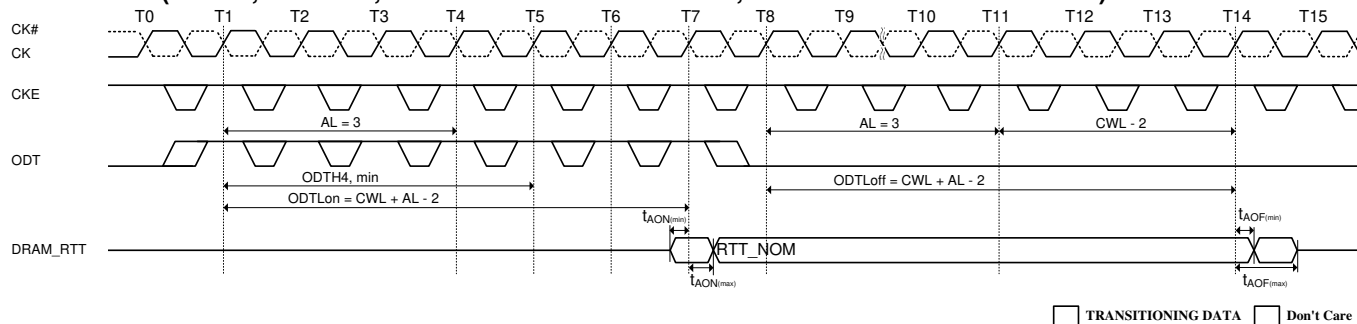 T0 T1 T2 T3 T4 T5 T6 T7 T8 T9 T10 T11 T12 T13 T14 T15
CK#
CK
CKE
AL = 3 AL = 3 CWL - 2
ODT
ODTH4, min ODTLoff = CWL + AL - 2
ODTLon = CWL + AL - 2
tAON(min) tAOF(min)
DRAM_RTT RTT_NOM
tAON(max) tAOF(max)
TRANSITIONING DATA Don't Care